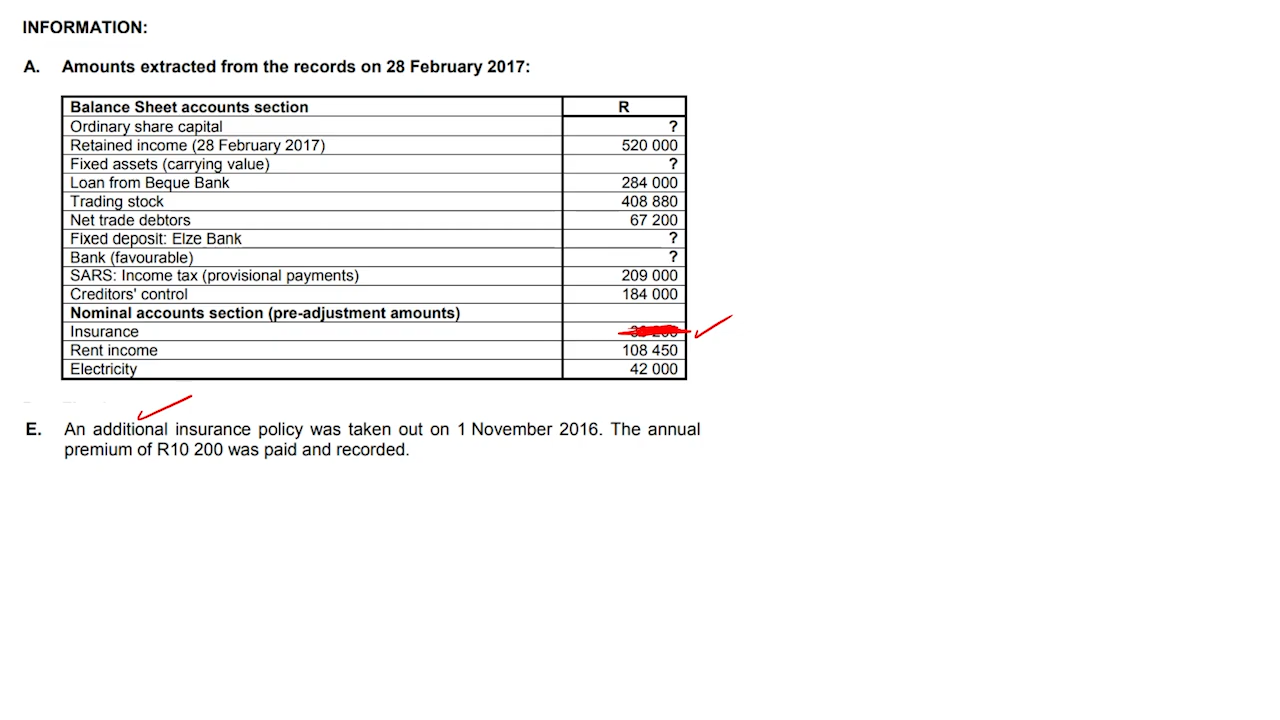 INFORMATION:
A. Amounts extracted from the records on 28 February 2017:
Balance Sheet accounts section R
Ordinary share capital ?
Retained income (28 February 2017) 520 000
Fixed assets (carrying value) ?
Loan from Beque Bank 284 000
Trading stock 408 880
Net trade debtors 67 200
Fixed deposit: Elze Bank ?
Bank (favourable) ?
SARS: Income tax (provisional payments) 209 000
Creditors' control 184 000
Nominal accounts section (pre-adjustment amounts)
Insurance
Rent income 108 450
Electricity 42 000
E. An additional insurance policy was taken out on 1 November 2016. The annual
premium of R10 200 was paid and recorded.